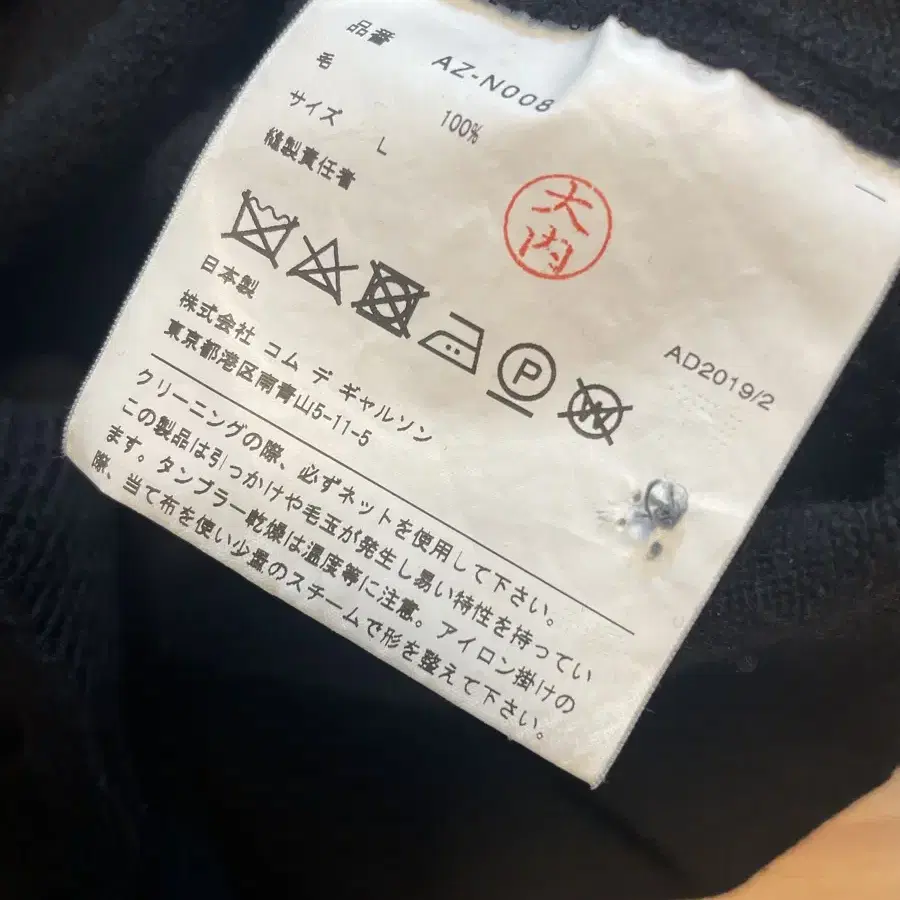 品番 AZ-N008
毛 100%
サイズ L
縫製責任者
大内
P
W
日本製
株式会社 コム デ ギャルソン
東京都港区南青山5-11-5
AD2019/2
クリーニングの際、必ずネットを使用して下さい。
この製品は引っかけや毛玉が発生し易い特性を持ってい
ます。タンブラー乾燥は温度等に注意。アイロン掛けの
際、当て布を使い少量のスチームで形を整えて下さい。